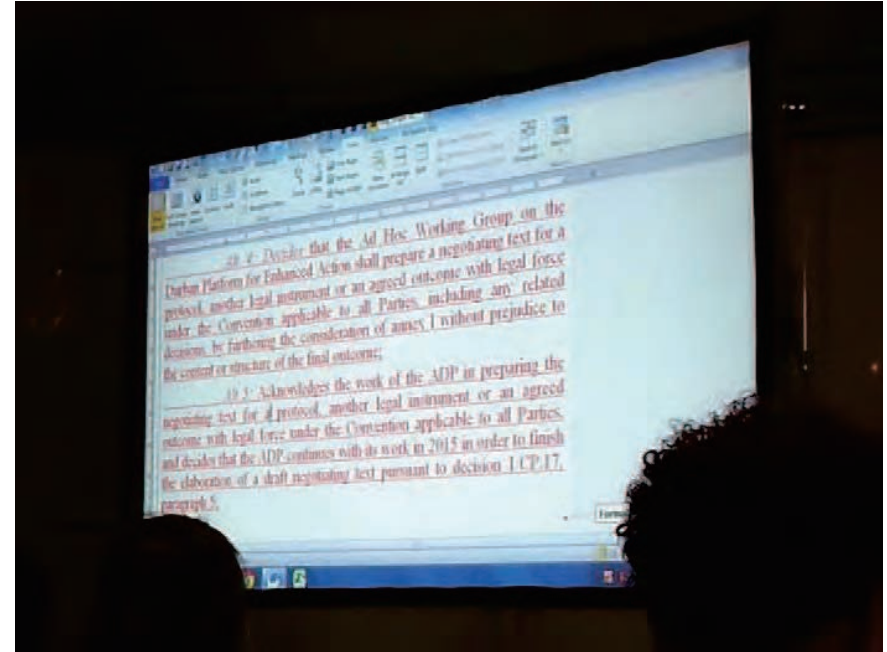 Alt 4: Decides that the Ad Hoc Working Group on the
Durban Platform for Enhanced Action shall prepare a negotiating text for a
protocol, another legal instrument or an agreed outcome with legal force
under the Convention applicable to all Parties, including any related
decisions, by furthering the consideration of annex I without prejudice to
the content or structure of the final outcome;
Alt 5: Acknowledges the work of the ADP in preparing the
negotiating text for a protocol, another legal instrument or an agreed
outcome with legal force under the Convention applicable to all Parties,
and decides that the ADP continues with its work in 2015 in order to finish
the elaboration of a draft negotiating text pursuant to decision 1/CP.17,
paragraph 5;